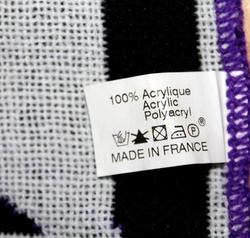 100% Acrylique
Acrylic
Polyacryl
P
MADE IN FRANCE